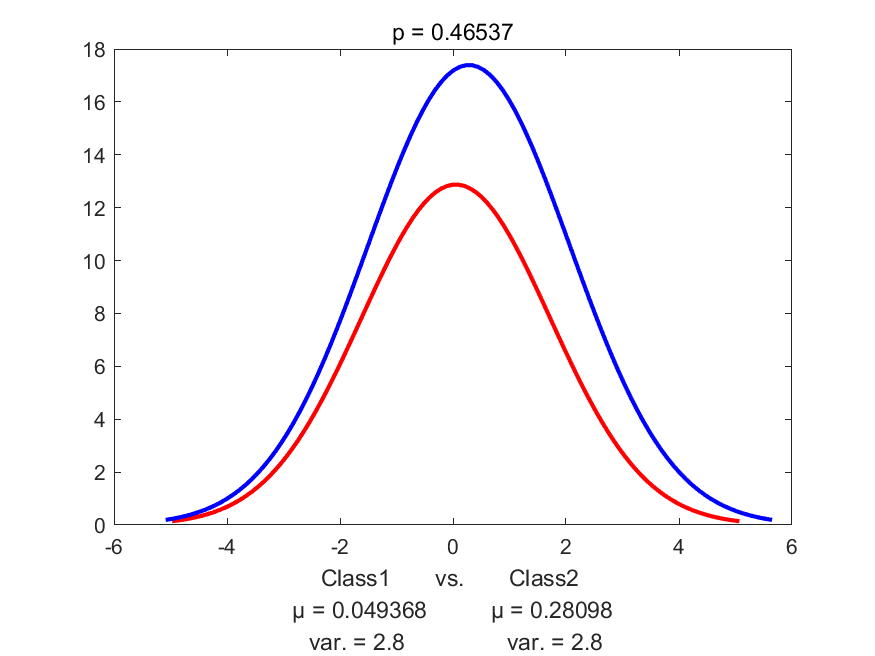 p = 0.46537
18
16
14
12
10
8
6
4
2
0
-6 -4 -2 0 2 4 6
Class1 vs. Class2
μ = 0.049368 μ = 0.28098
var. = 2.8 var. = 2.8